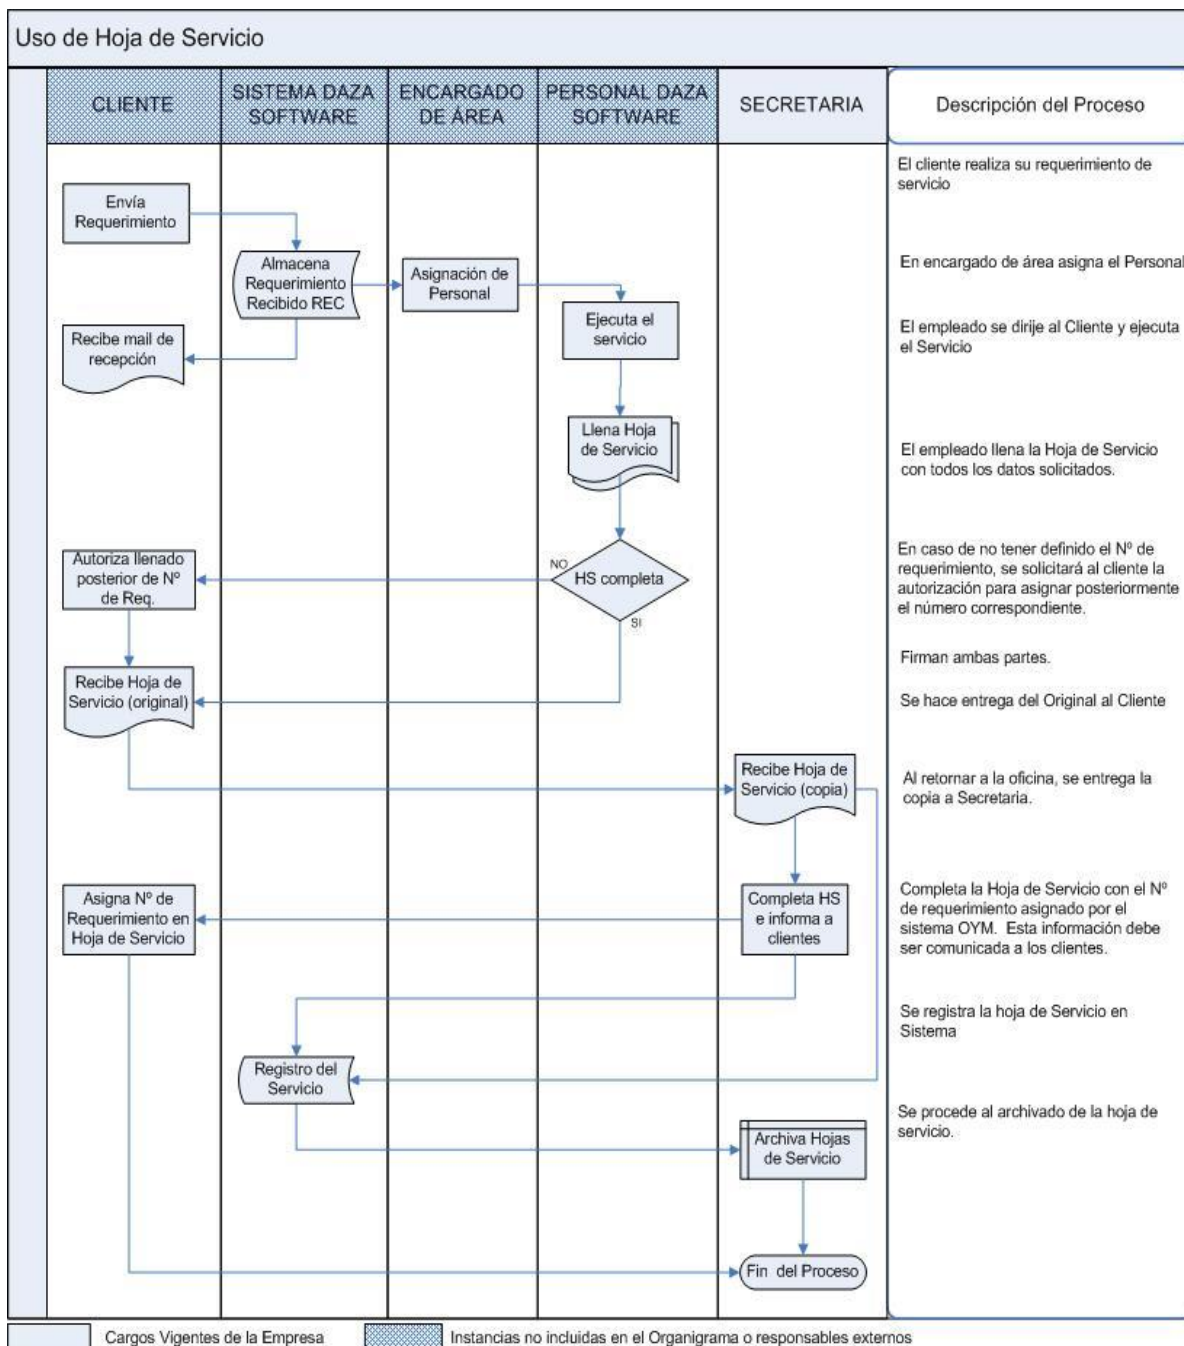 Uso de Hoja de Servicio
CLIENTE
SISTEMA DAZA
SOFTWARE
ENCARGADO
DE ÁREA
PERSONAL DAZA
SOFTWARE
SECRETARIA
Descripción del Proceso
El cliente realiza su requerimiento de
servicio
Envía
Requerimiento
Almacena
Requerimiento
Recibido REC
Asignación de
Personal
En encargado de área asigna el Personal
Ejecuta el
servicio
El empleado se dirije al Cliente y ejecuta
el Servicio
Recibe mail de
recepción
Llena Hoja
de Servicio
El empleado llena la Hoja de Servicio
con todos los datos solicitados.
Autoriza llenado
posterior de Nº
de Req.
NO
HS completa
SI
En caso de no tener definido el Nº de
requerimiento, se solicitará al cliente la
autorización para asignar posteriormente
el número correspondiente.
Firman ambas partes.
Recibe Hoja de
Servicio (original)
Se hace entrega del Original al Cliente
Recibe Hoja de
Servicio (copia)
Al retornar a la oficina, se entrega la
copia a Secretaria.
Asigna Nº de
Requerimiento en
Hoja de Servicio
Completa HS
e informa a
clientes
Completa la Hoja de Servicio con el Nº
de requerimiento asignado por el
sistema OYM. Esta información debe
ser comunicada a los clientes.
Se registra la hoja de Servicio en
Sistema
Registro del
Servicio
Se procede al archivado de la hoja de
servicio.
Archiva Hojas
de Servicio
Fin del Proceso
Cargos Vigentes de la Empresa
Instancias no incluidas en el Organigrama o responsables externos